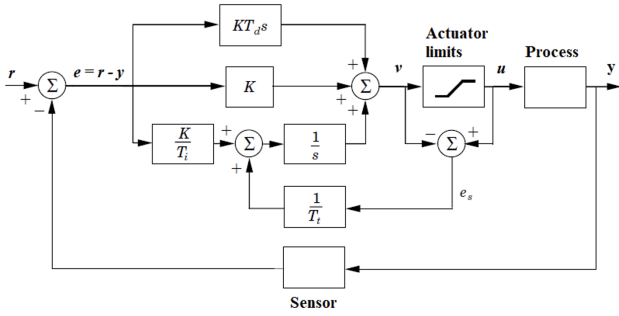 KT_d s
Actuator
limits
Process
r
e = r - y
v
u
y
+
−
Σ
K
+
+
+
Σ
K
T_i
+
+
Σ
1
s
−
+
Σ
1
T_t
e_s
Sensor